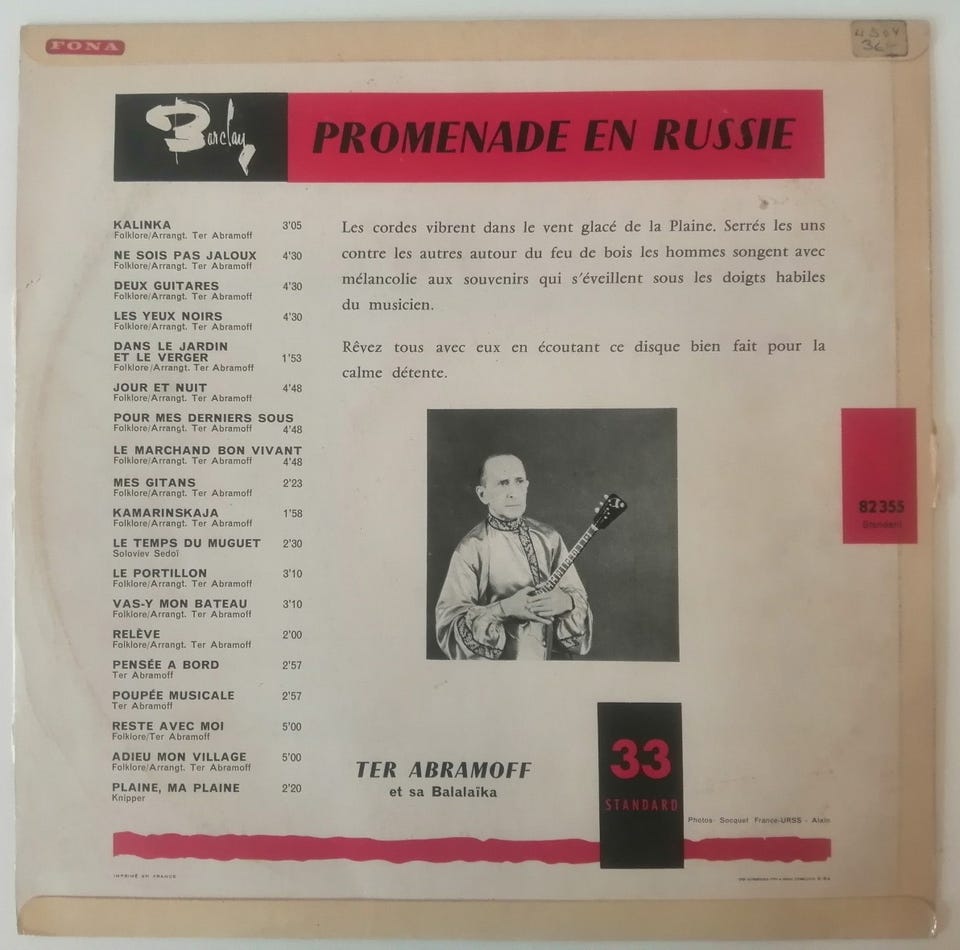 FONA
Barclay
PROMENADE EN RUSSIE
KALINKA 3'05
Folklore/Arrangt. Ter Abramoff
NE SOIS PAS JALOUX 4'30
Folklore/Arrangt. Ter Abramoff
DEUX GUITARES 4'30
Folklore/Arrangt. Ter Abramoff
LES YEUX NOIRS 4'30
Folklore/Arrangt. Ter Abramoff
DANS LE JARDIN
ET LE VERGER 1'53
Folklore/Arrangt. Ter Abramoff
JOUR ET NUIT 4'48
Folklore/Arrangt. Ter Abramoff
POUR MES DERNIERS SOUS
Folklore/Arrangt. Ter Abramoff 4'48
LE MARCHAND BON VIVANT
Folklore/Arrangt. Ter Abramoff 4'48
MES GITANS 2'23
Folklore/Arrangt. Ter Abramoff
KAMARINSKAJA 1'58
Folklore/Arrangt. Ter Abramoff
LE TEMPS DU MUGUET 2'30
Soloviev Sedoï
LE PORTILLON 3'10
Folklore/Arrangt. Ter Abramoff
VAS-Y MON BATEAU 3'10
Folklore/Arrangt. Ter Abramoff
RELÈVE 2'00
Folklore/Arrangt. Ter Abramoff
PENSÉE A BORD 2'57
Ter Abramoff
POUPÉE MUSICALE 2'57
Ter Abramoff
RESTE AVEC MOI 5'00
Folklore/Ter Abramoff
ADIEU MON VILLAGE 5'00
Folklore/Arrangt. Ter Abramoff
PLAINE, MA PLAINE 2'20
Knipper
Les cordes vibrent dans le vent glacé de la Plaine. Serrés les uns
contre les autres autour du feu de bois les hommes songent avec
mélancolie aux souvenirs qui s'éveillent sous les doigts habiles
du musicien.
Rêvez tous avec eux en écoutant ce disque bien fait pour la
calme détente.
82355
Standard
TER ABRAMOFF
et sa Balalaïka
33
STANDARD
Photos Socquet France-URSS - Alxin
IMPRIMÉ EN FRANCE